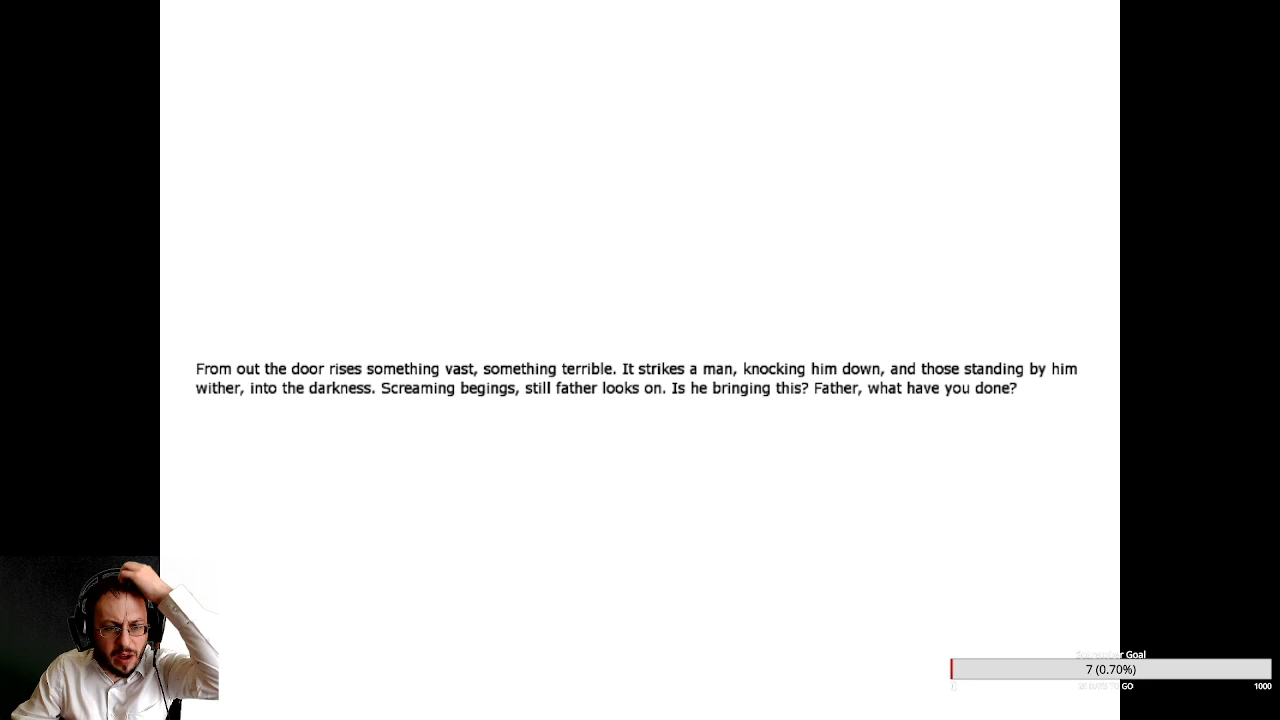 From out the door rises something vast, something terrible. It strikes a man, knocking him down, and those standing by him
wither, into the darkness. Screaming begings, still father looks on. Is he bringing this? Father, what have you done?
Goal
7 (0.70%)
GO
1000